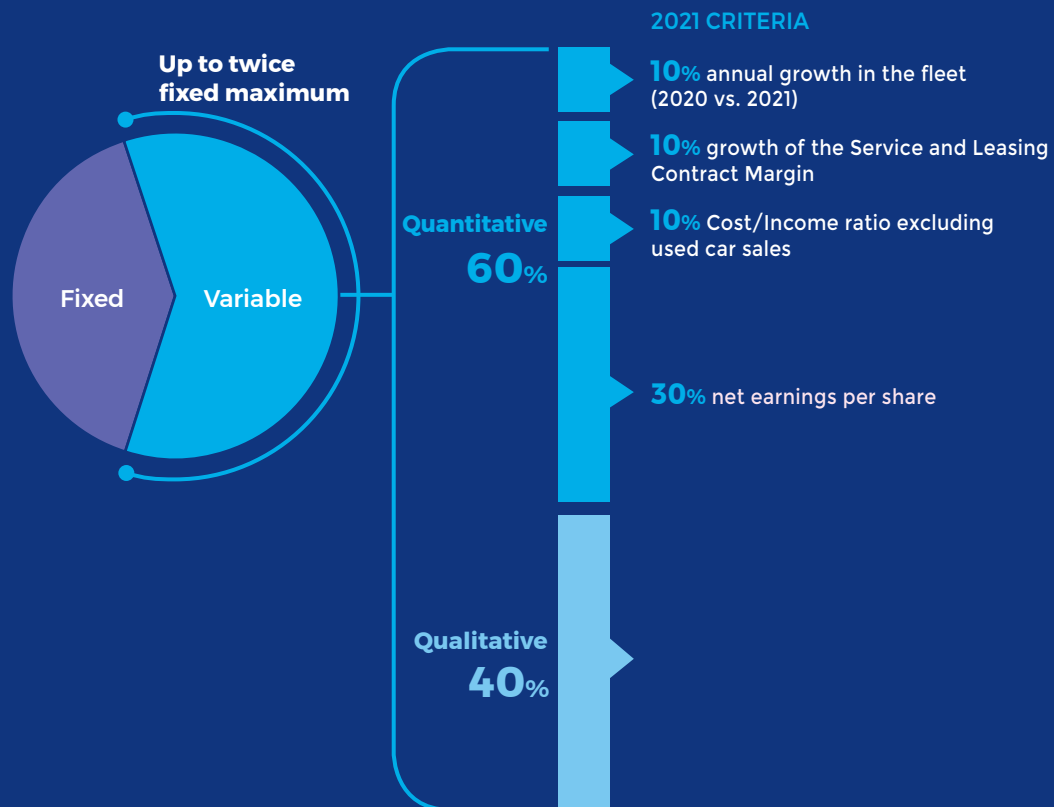 2021 CRITERIA
Up to twice
fixed maximum
Fixed
Variable
Quantitative
60%
10% annual growth in the fleet
(2020 vs. 2021)
10% growth of the Service and Leasing
Contract Margin
10% Cost/Income ratio excluding
used car sales
30% net earnings per share
Qualitative
40%